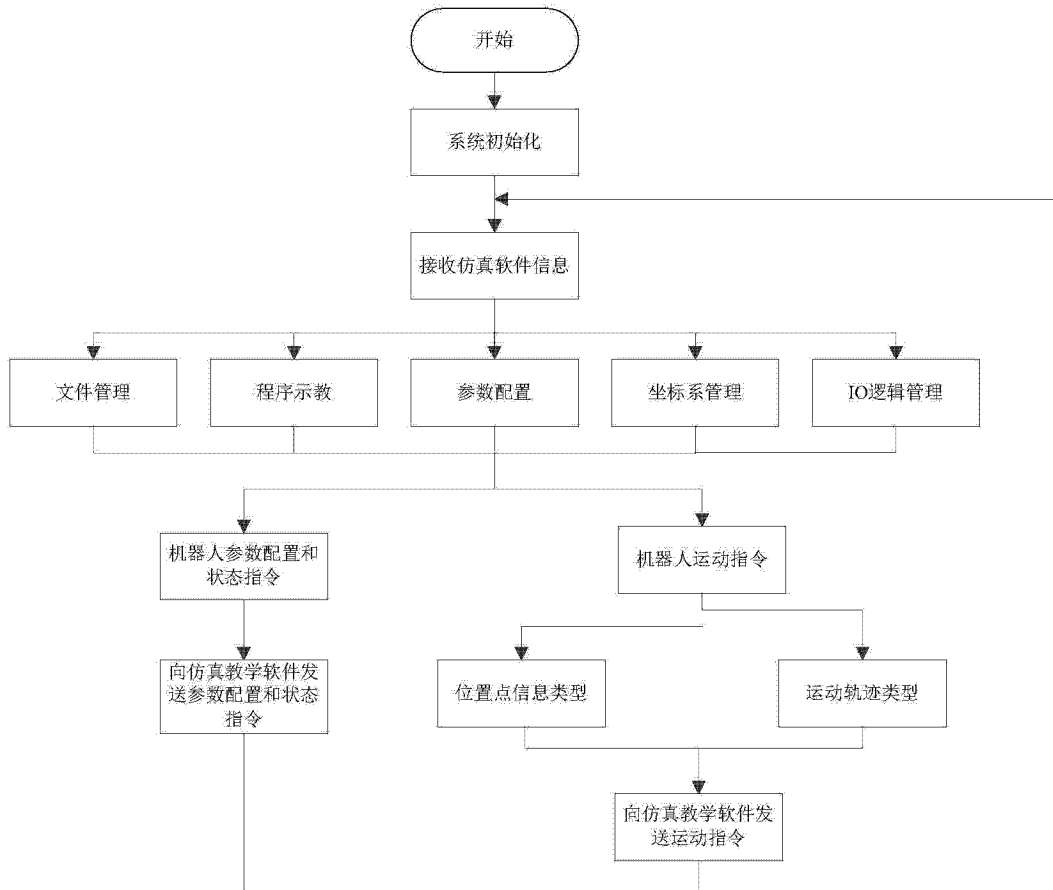 开始
系统初始化
接收仿真软件信息
文件管理
程序示教
参数配置
坐标系管理
IO逻辑管理
机器人参数配置和
状态指令
机器人运动指令
向仿真教学软件发
送参数配置和状态
指令
位置点信息类型
运动轨迹类型
向仿真教学软件发
送运动指令